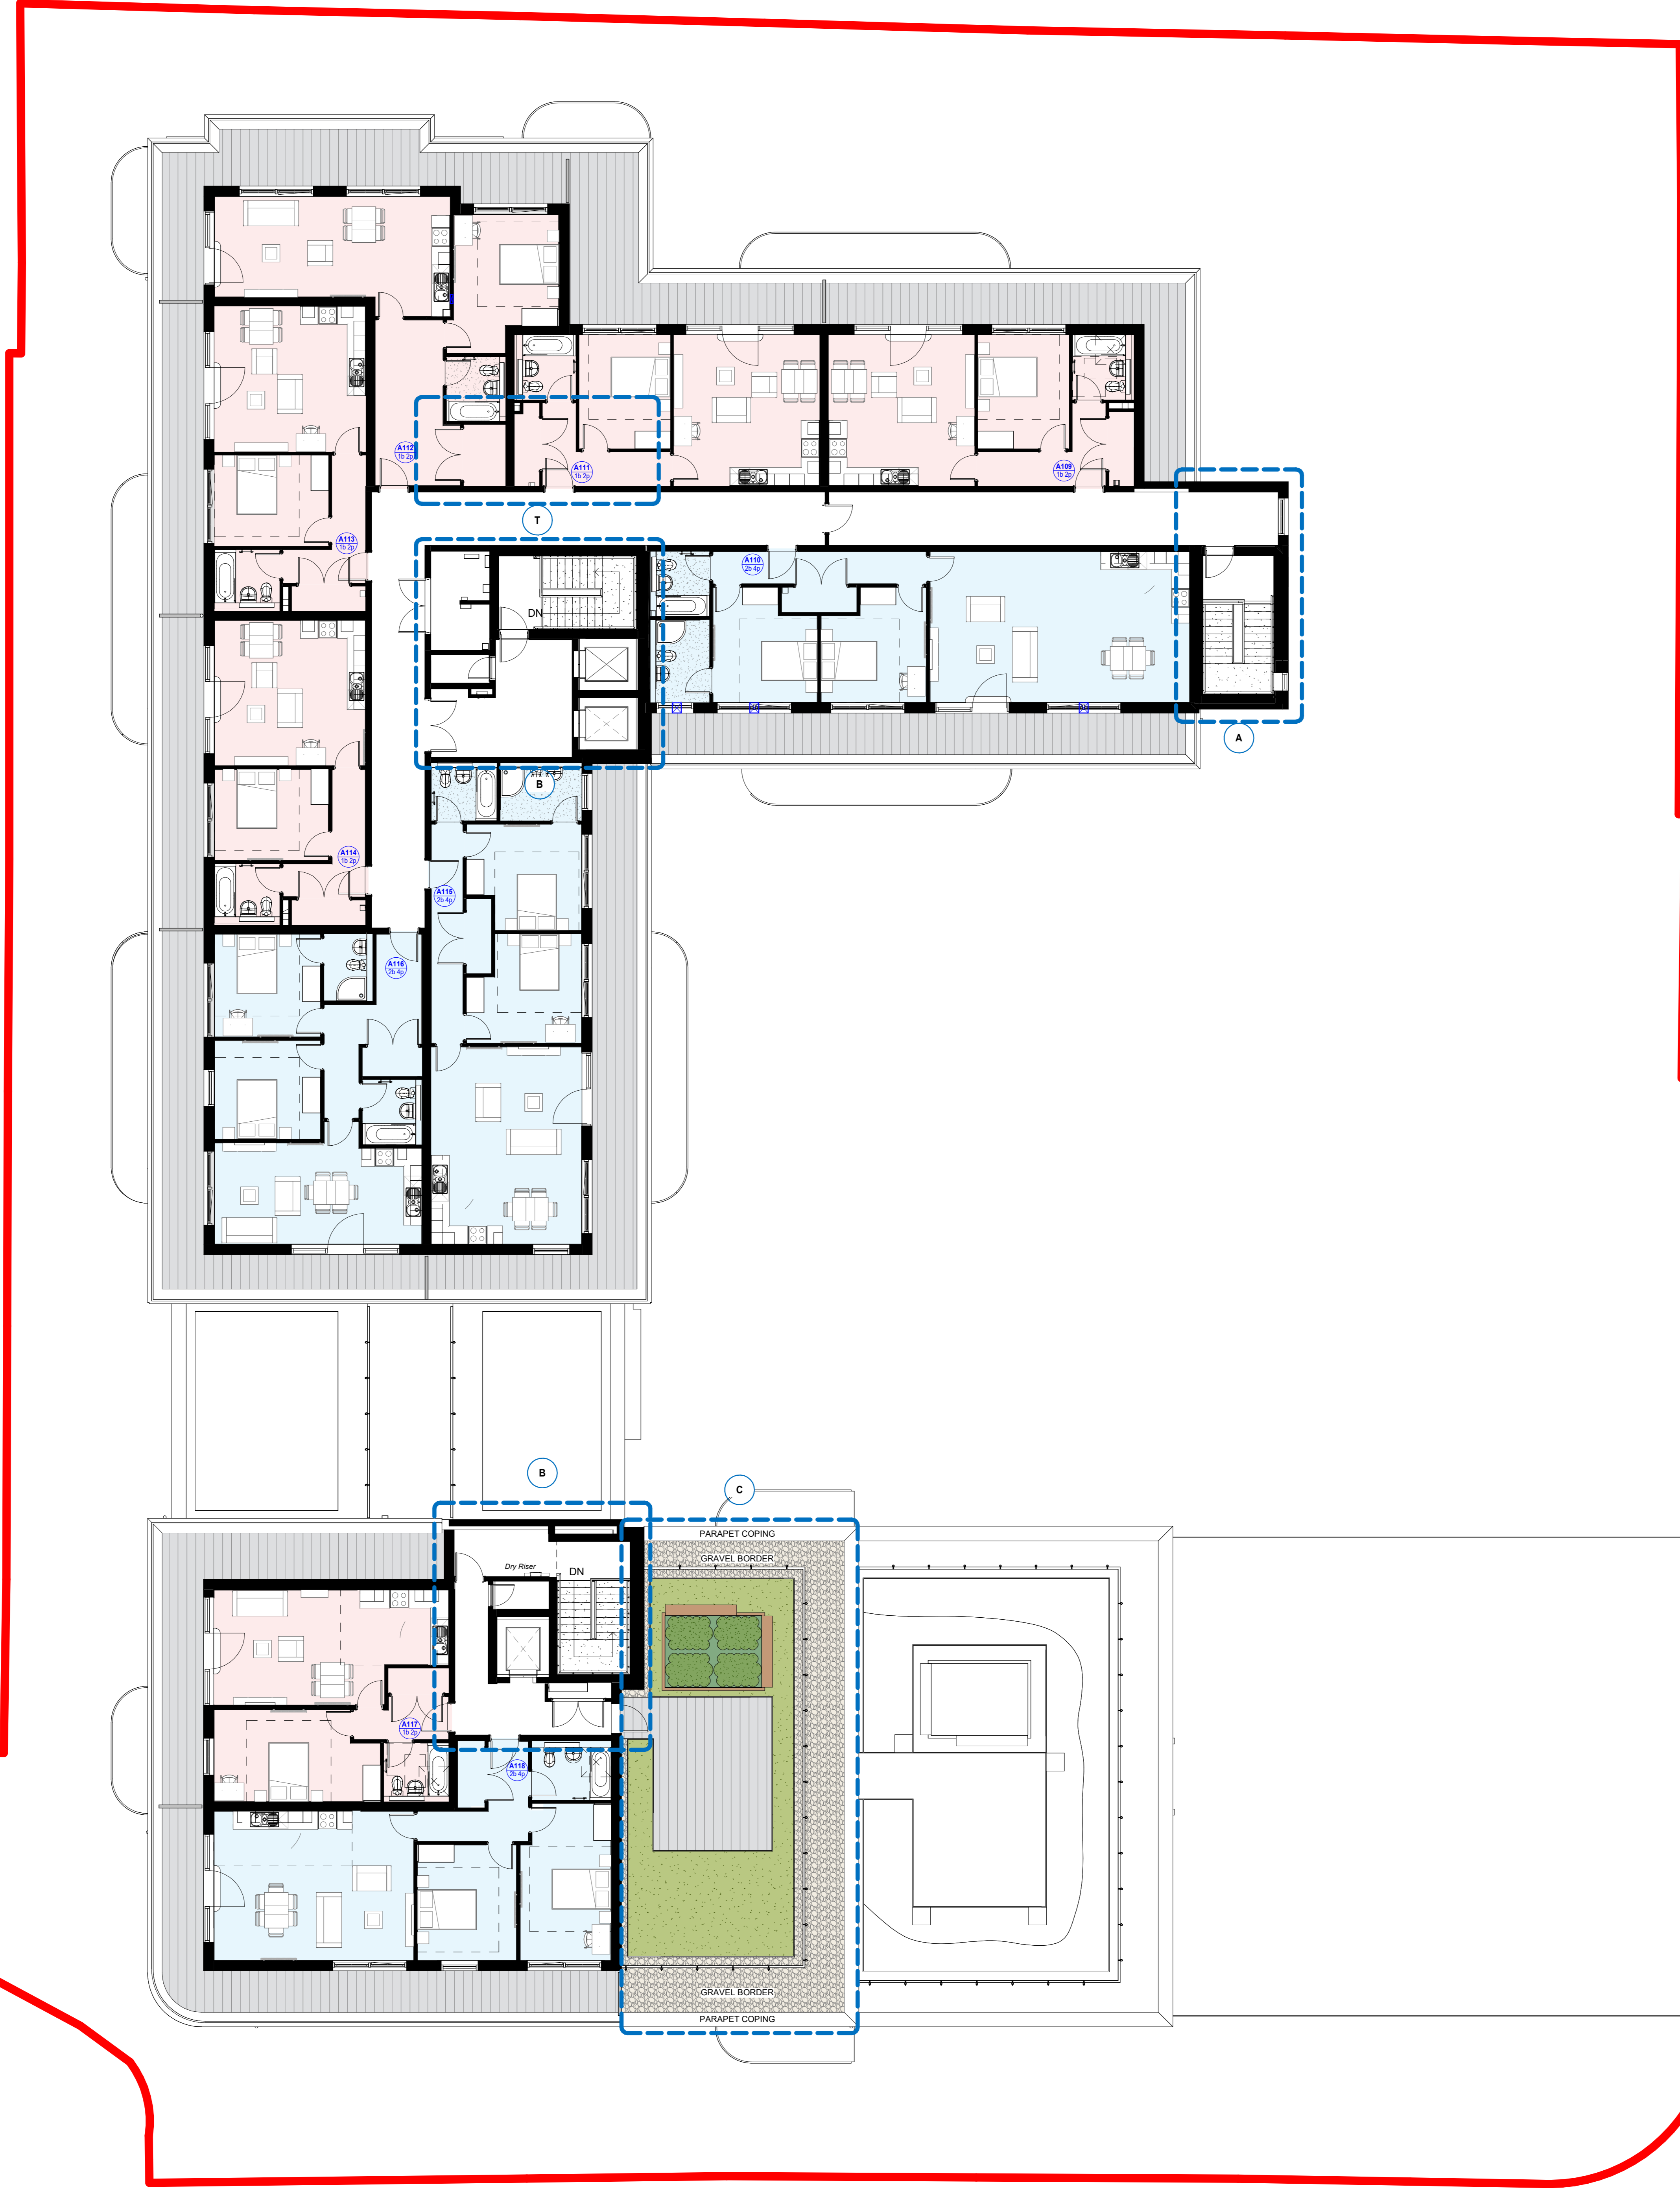 A112
1b 2p
A111
1b 2p
A109
1b 2p
T
A113
1b 2p
A110
2b 4p
DN
A
B
A114
1b 2p
A115
2b 4p
A116
2b 4p
B
C
PARAPET COPING
GRAVEL BORDER
Dry Riser
DN
A117
1b 2p
A118
2b 4p
GRAVEL BORDER
PARAPET COPING